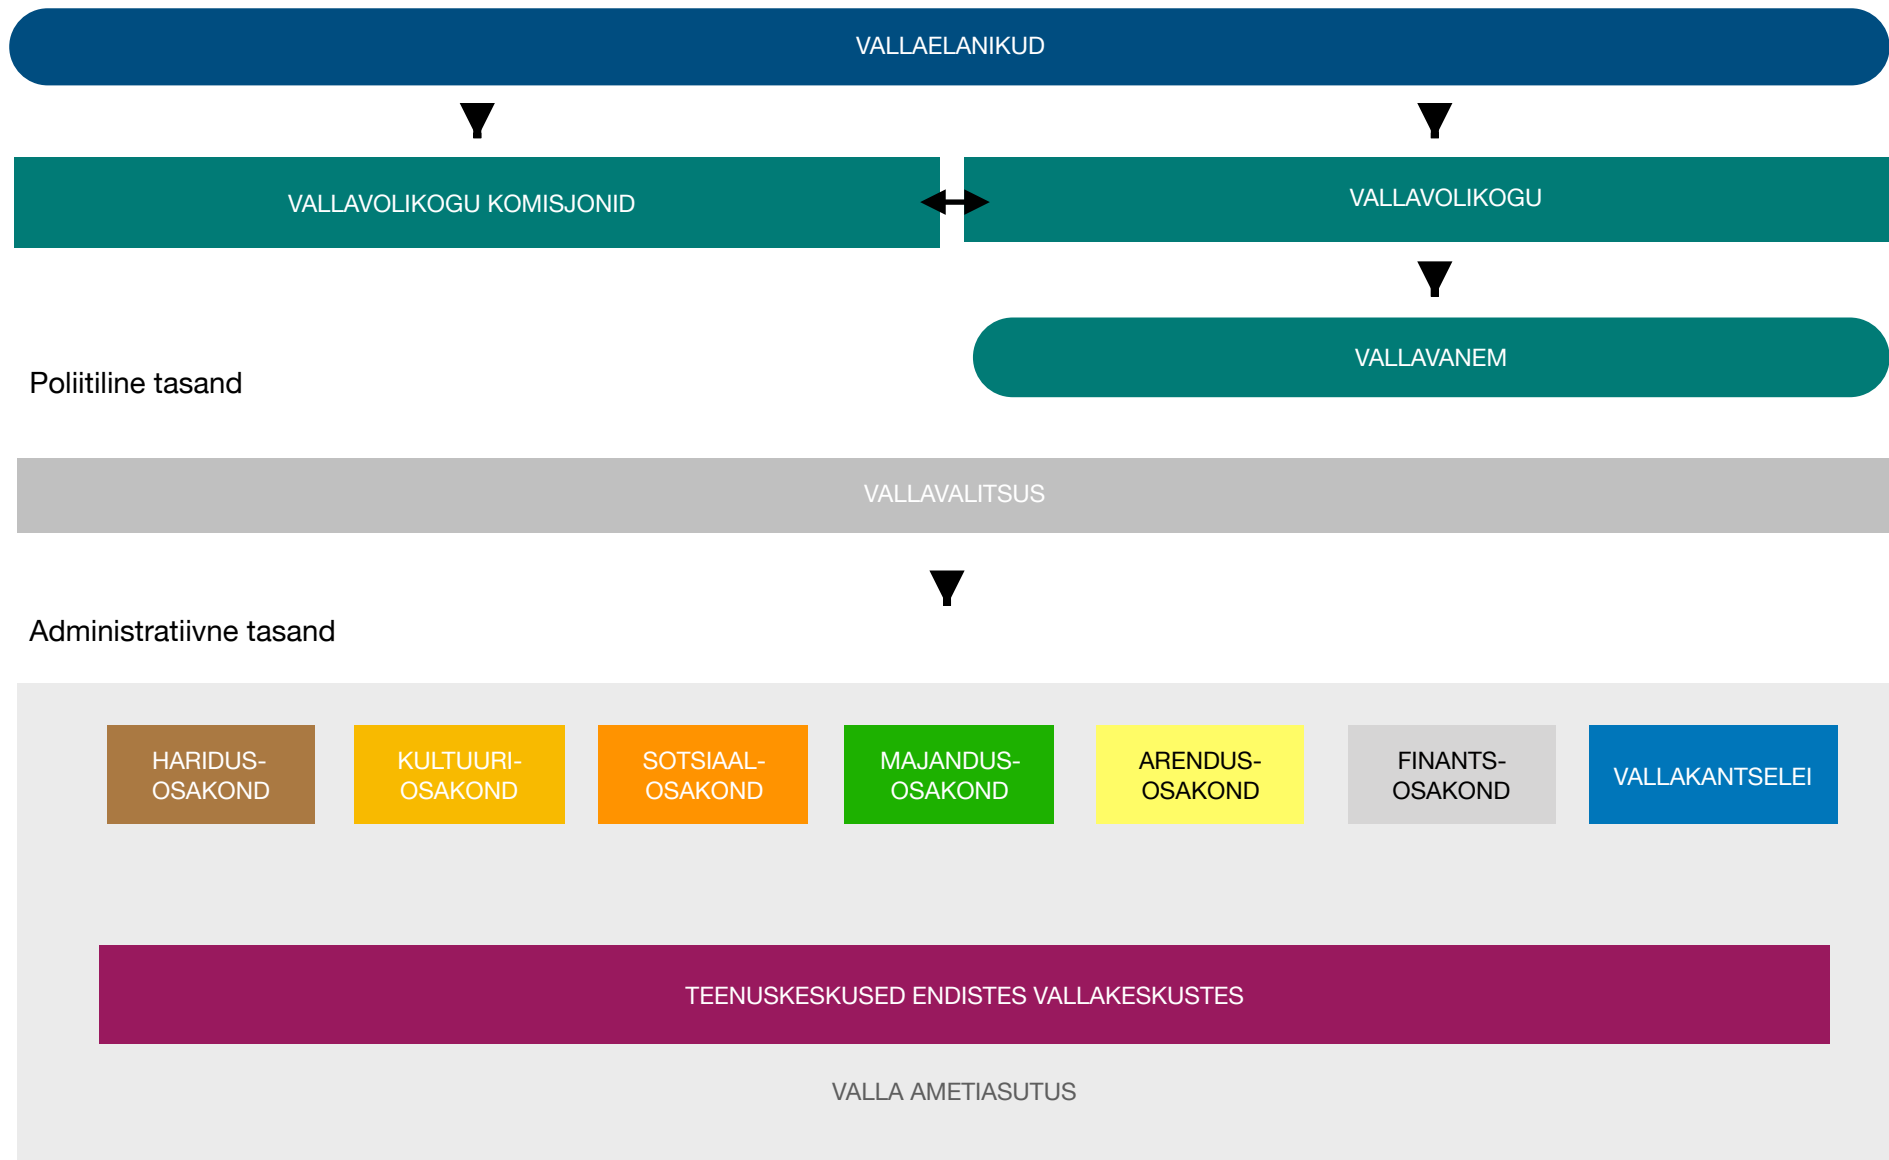 VALLAELANIKUD
VALLAVOLIKOGU KOMISJONID
VALLAVOLIKOGU
VALLAVANEM
Poliitiline tasand
VALLAVALITSUS
Administratiivne tasand
HARIDUS-
OSAKOND
KULTUURI-
OSAKOND
SOTSIAAL-
OSAKOND
MAJANDUS-
OSAKOND
ARENDUS-
OSAKOND
FINANTS-
OSAKOND
VALLAKANTSELEI
TEENUSKESKUSED ENDISTES VALLAKESKUSTES
VALLA AMETIASUTUS